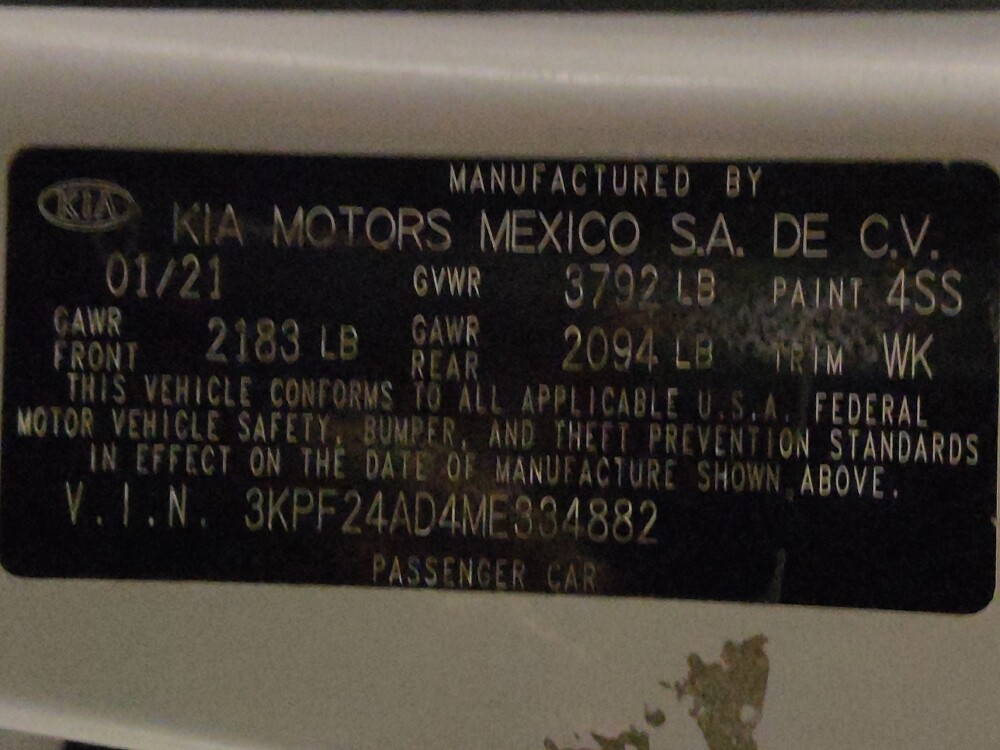 MANUFACTURED BY
KIA
KIA MOTORS MEXICO S.A. DE C.V.
01/21 GVWR 3792 LB PAINT 4SS
GAWR FRONT 2183 LB GAWR REAR 2094 LB TRIM WK
THIS VEHICLE CONFORMS TO ALL APPLICABLE U.S.A. FEDERAL
MOTOR VEHICLE SAFETY, BUMPER, AND THEFT PREVENTION STANDARDS
IN EFFECT ON THE DATE OF MANUFACTURE SHOWN ABOVE.
V.I.N. 3KPF24AD4ME334882
PASSENGER CAR